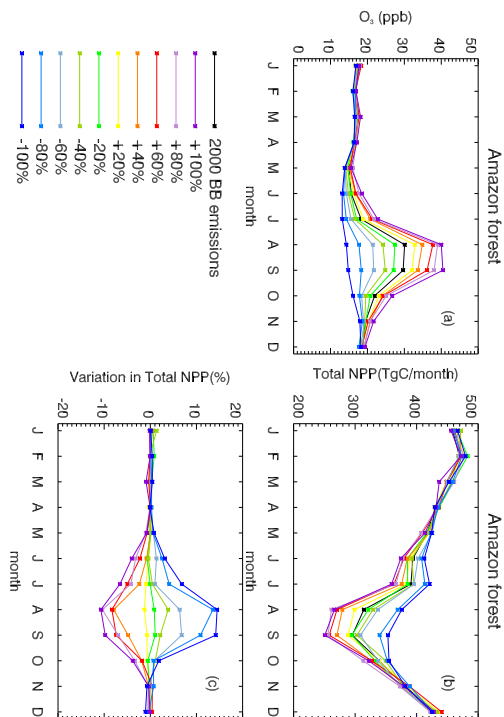 Amazon forest
O₃ (ppb)
50
40
30
20
10
0
(a)
J F M A M J J A S O N D
month
Amazon forest
Total NPP(TgC/month)
500
400
300
200
(b)
J F M A M J J A S O N D
month
2000 BB emissions
+100%
+80%
+60%
+40%
+20%
-20%
-40%
-60%
-80%
-100%
Variation in Total NPP(%)
20
10
0
-10
-20
(c)
J F M A M J J A S O N D
month